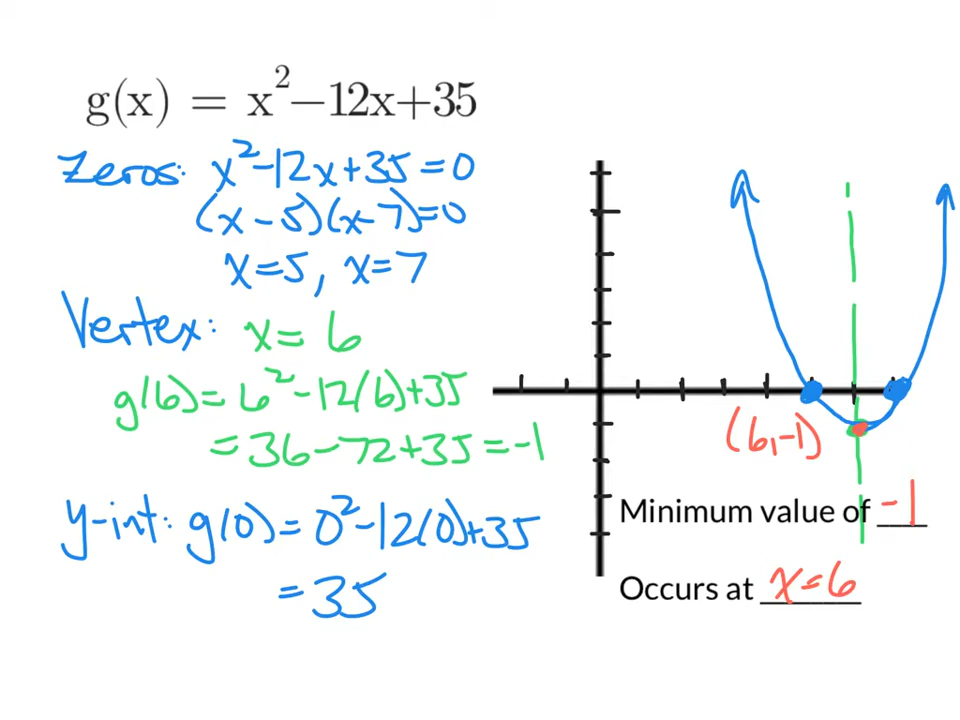 g(x) = x²−12x+35
Zeros: x²-12x+35=0
(x-5)(x-7)=0
x=5, x=7
Vertex: x=6
g(6)=6²-12(6)+35
=36-72+35=-1
y-int: g(0)=0²-12(0)+35
=35
(6,-1)
Minimum value of -1
Occurs at x=6